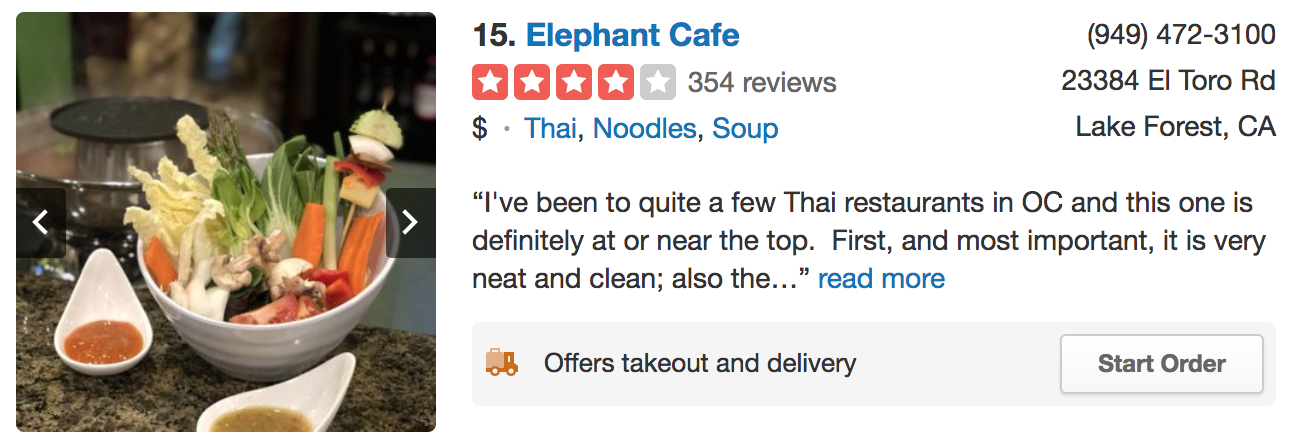 15. Elephant Cafe
354 reviews
$ · Thai, Noodles, Soup
(949) 472-3100
23384 El Toro Rd
Lake Forest, CA
“I've been to quite a few Thai restaurants in OC and this one is
definitely at or near the top.  First, and most important, it is very
neat and clean; also the…” read more
Offers takeout and delivery
Start Order